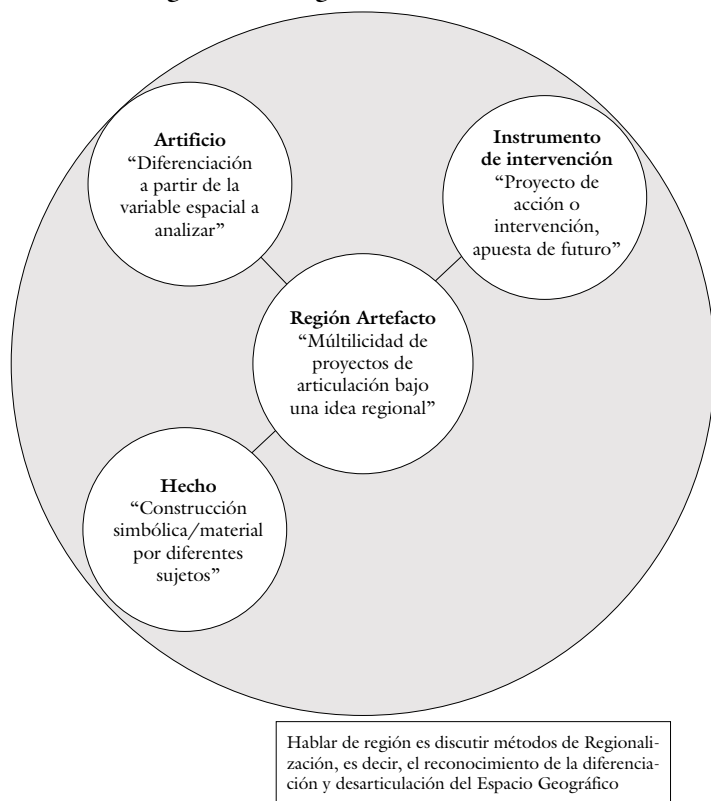 Artificio
“Diferenciación
a partir de la
variable espacial a
analizar”
Instrumento
de intervención
“Proyecto de
acción o
intervención,
apuesta de futuro”
Región Artefacto
“Múltilicidad de
proyectos de
articulación bajo
una idea regional”
Hecho
“Construcción
simbólica/material
por diferentes
sujetos”
Hablar de región es discutir métodos de Regionali-
zación, es decir, el reconocimiento de la diferencia-
ción y desarticulación del Espacio Geográfico